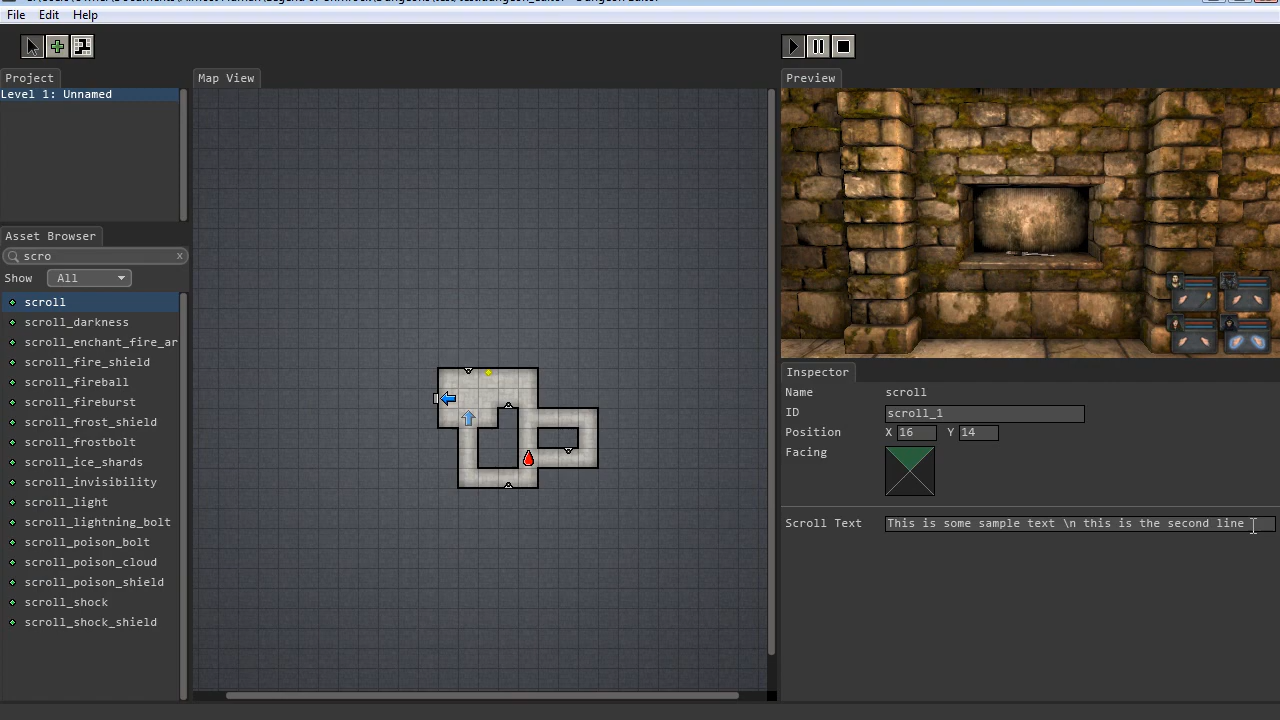 File Edit Help
Project
Level 1: Unnamed
Map View
Preview
Asset Browser
scro
Show All
scroll
scroll_darkness
scroll_enchant_fire_ar
scroll_fire_shield
scroll_fireball
scroll_fireburst
scroll_frost_shield
scroll_frostbolt
scroll_ice_shards
scroll_invisibility
scroll_light
scroll_lightning_bolt
scroll_poison_bolt
scroll_poison_cloud
scroll_poison_shield
scroll_shock
scroll_shock_shield
Inspector
Name scroll
ID scroll_1
Position X 16 Y 14
Facing
Scroll Text This is some sample text \n this is the second line